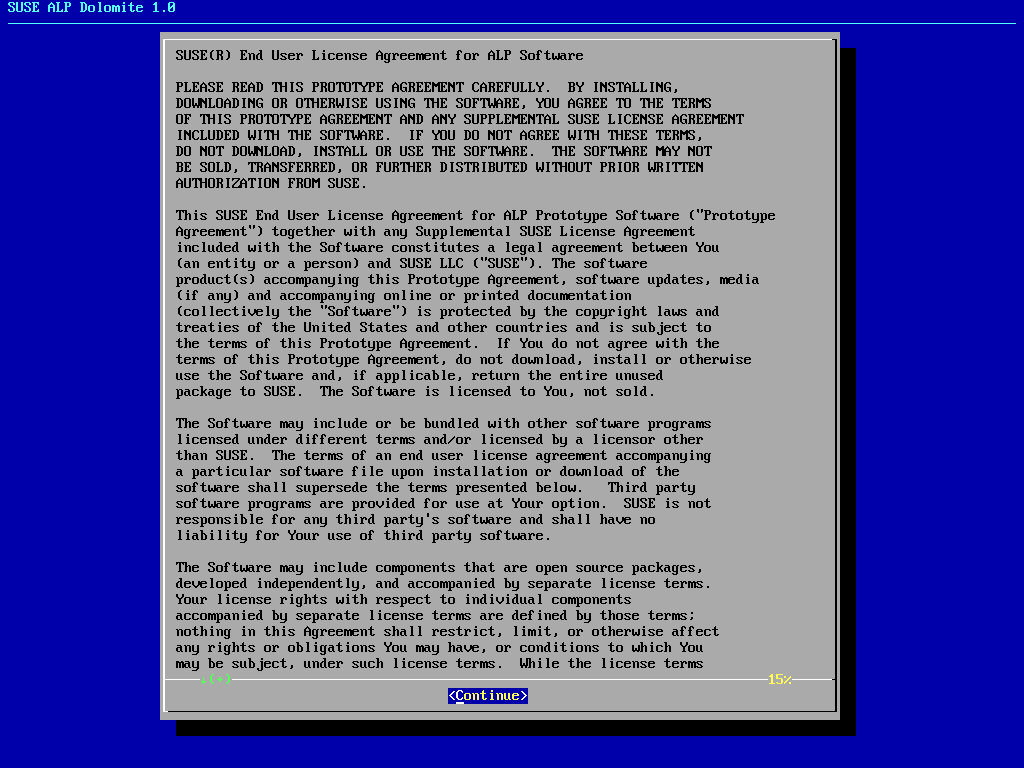 SUSE ALP Dolomite 1.0
SUSE(R) End User License Agreement for ALP Software
PLEASE READ THIS PROTOTYPE AGREEMENT CAREFULLY.  BY INSTALLING,
DOWNLOADING OR OTHERWISE USING THE SOFTWARE, YOU AGREE TO THE TERMS
OF THIS PROTOTYPE AGREEMENT AND ANY SUPPLEMENTAL SUSE LICENSE AGREEMENT
INCLUDED WITH THE SOFTWARE.  IF YOU DO NOT AGREE WITH THESE TERMS,
DO NOT DOWNLOAD, INSTALL OR USE THE SOFTWARE.  THE SOFTWARE MAY NOT
BE SOLD, TRANSFERRED, OR FURTHER DISTRIBUTED WITHOUT PRIOR WRITTEN
AUTHORIZATION FROM SUSE.
This SUSE End User License Agreement for ALP Prototype Software ("Prototype
Agreement") together with any Supplemental SUSE License Agreement
included with the Software constitutes a legal agreement between You
(an entity or a person) and SUSE LLC ("SUSE"). The software
product(s) accompanying this Prototype Agreement, software updates, media
(if any) and accompanying online or printed documentation
(collectively the "Software") is protected by the copyright laws and
treaties of the United States and other countries and is subject to
the terms of this Prototype Agreement.  If You do not agree with the
terms of this Prototype Agreement, do not download, install or otherwise
use the Software and, if applicable, return the entire unused
package to SUSE.  The Software is licensed to You, not sold.
The Software may include or be bundled with other software programs
licensed under different terms and/or licensed by a licensor other
than SUSE.  The terms of an end user license agreement accompanying
a particular software file upon installation or download of the
software shall supersede the terms presented below.   Third party
software programs are provided for use at Your option.  SUSE is not
responsible for any third party's software and shall have no
liability for Your use of third party software.
The Software may include components that are open source packages,
developed independently, and accompanied by separate license terms.
Your license rights with respect to individual components
accompanied by separate license terms are defined by those terms;
nothing in this Agreement shall restrict, limit, or otherwise affect
any rights or obligations You may have, or conditions to which You
may be subject, under such license terms.  While the license terms
15%
<Continue>